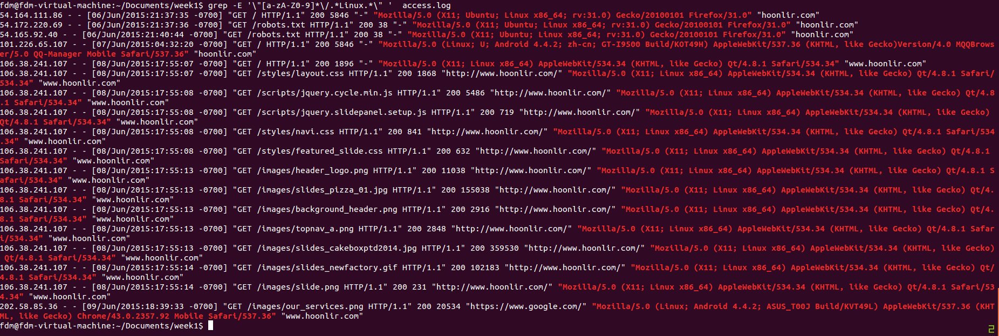 fdm@fdm-virtual-machine:~/Documents/week1$ grep -E '\"[a-zA-Z0-9]*\/.*Linux.*\" '  access.log
54.164.111.86 - - [06/Jun/2015:21:37:35 -0700] "GET / HTTP/1.1" 200 5846 "-" "Mozilla/5.0 (X11; Ubuntu; Linux x86_64; rv:31.0) Gecko/20100101 Firefox/31.0" "hoonlir.com"
54.172.220.69 - - [06/Jun/2015:21:37:36 -0700] "GET /robots.txt HTTP/1.1" 200 38 "-" "Mozilla/5.0 (X11; Ubuntu; Linux x86_64; rv:31.0) Gecko/20100101 Firefox/31.0" "hoonlir.com"
54.165.92.40 - - [06/Jun/2015:21:40:44 -0700] "GET /robots.txt HTTP/1.1" 200 38 "-" "Mozilla/5.0 (X11; Ubuntu; Linux x86_64; rv:31.0) Gecko/20100101 Firefox/31.0" "hoonlir.com"
101.226.65.107 - - [07/Jun/2015:04:32:20 -0700] "GET / HTTP/1.1" 200 5846 "-" "Mozilla/5.0 (Linux; U; Android 4.4.2; zh-cn; GT-I9500 Build/KOT49H) AppleWebKit/537.36 (KHTML, like Gecko)Version/4.0 MQQBrows
er/5.0 QQ-Manager Mobile Safari/537.36" "hoonlir.com"
106.38.241.107 - - [08/Jun/2015:17:55:07 -0700] "GET / HTTP/1.1" 200 1896 "-" "Mozilla/5.0 (X11; Linux x86_64) AppleWebKit/534.34 (KHTML, like Gecko) Qt/4.8.1 Safari/534.34" "www.hoonlir.com"
106.38.241.107 - - [08/Jun/2015:17:55:07 -0700] "GET /styles/layout.css HTTP/1.1" 200 1868 "http://www.hoonlir.com/" "Mozilla/5.0 (X11; Linux x86_64) AppleWebKit/534.34 (KHTML, like Gecko) Qt/4.8.1 Safari/
534.34" "www.hoonlir.com"
106.38.241.107 - - [08/Jun/2015:17:55:08 -0700] "GET /scripts/jquery.cycle.min.js HTTP/1.1" 200 5486 "http://www.hoonlir.com/" "Mozilla/5.0 (X11; Linux x86_64) AppleWebKit/534.34 (KHTML, like Gecko) Qt/4.8
.1 Safari/534.34" "www.hoonlir.com"
106.38.241.107 - - [08/Jun/2015:17:55:08 -0700] "GET /scripts/jquery.slidepanel.setup.js HTTP/1.1" 200 719 "http://www.hoonlir.com/" "Mozilla/5.0 (X11; Linux x86_64) AppleWebKit/534.34 (KHTML, like Gecko)
Qt/4.8.1 Safari/534.34" "www.hoonlir.com"
106.38.241.107 - - [08/Jun/2015:17:55:08 -0700] "GET /styles/navi.css HTTP/1.1" 200 841 "http://www.hoonlir.com/" "Mozilla/5.0 (X11; Linux x86_64) AppleWebKit/534.34 (KHTML, like Gecko) Qt/4.8.1 Safari/534
.34" "www.hoonlir.com"
106.38.241.107 - - [08/Jun/2015:17:55:08 -0700] "GET /styles/featured_slide.css HTTP/1.1" 200 632 "http://www.hoonlir.com/" "Mozilla/5.0 (X11; Linux x86_64) AppleWebKit/534.34 (KHTML, like Gecko) Qt/4.8.1
Safari/534.34" "www.hoonlir.com"
106.38.241.107 - - [08/Jun/2015:17:55:13 -0700] "GET /images/header_logo.png HTTP/1.1" 200 11038 "http://www.hoonlir.com/" "Mozilla/5.0 (X11; Linux x86_64) AppleWebKit/534.34 (KHTML, like Gecko) Qt/4.8.1 S
afari/534.34" "www.hoonlir.com"
106.38.241.107 - - [08/Jun/2015:17:55:13 -0700] "GET /images/slides_pizza_01.jpg HTTP/1.1" 200 155038 "http://www.hoonlir.com/" "Mozilla/5.0 (X11; Linux x86_64) AppleWebKit/534.34 (KHTML, like Gecko) Qt/4.
8.1 Safari/534.34" "www.hoonlir.com"
106.38.241.107 - - [08/Jun/2015:17:55:13 -0700] "GET /images/background_header.png HTTP/1.1" 200 2916 "http://www.hoonlir.com/" "Mozilla/5.0 (X11; Linux x86_64) AppleWebKit/534.34 (KHTML, like Gecko) Qt/4.
8.1 Safari/534.34" "www.hoonlir.com"
106.38.241.107 - - [08/Jun/2015:17:55:13 -0700] "GET /images/topnav_a.png HTTP/1.1" 200 2848 "http://www.hoonlir.com/" "Mozilla/5.0 (X11; Linux x86_64) AppleWebKit/534.34 (KHTML, like Gecko) Qt/4.8.1 Safar
i/534.34" "www.hoonlir.com"
106.38.241.107 - - [08/Jun/2015:17:55:13 -0700] "GET /images/slides_cakeboxptd2014.jpg HTTP/1.1" 200 359530 "http://www.hoonlir.com/" "Mozilla/5.0 (X11; Linux x86_64) AppleWebKit/534.34 (KHTML, like Gecko)
 Qt/4.8.1 Safari/534.34" "www.hoonlir.com"
106.38.241.107 - - [08/Jun/2015:17:55:14 -0700] "GET /images/slides_newfactory.gif HTTP/1.1" 200 102183 "http://www.hoonlir.com/" "Mozilla/5.0 (X11; Linux x86_64) AppleWebKit/534.34 (KHTML, like Gecko) Qt/
4.8.1 Safari/534.34" "www.hoonlir.com"
106.38.241.107 - - [08/Jun/2015:17:55:14 -0700] "GET /images/slide.png HTTP/1.1" 200 231 "http://www.hoonlir.com/" "Mozilla/5.0 (X11; Linux x86_64) AppleWebKit/534.34 (KHTML, like Gecko) Qt/4.8.1 Safari/53
4.34" "www.hoonlir.com"
202.58.85.36 - - [09/Jun/2015:18:39:33 -0700] "GET /images/our_services.png HTTP/1.1" 200 20534 "https://www.google.com/" "Mozilla/5.0 (Linux; Android 4.4.2; ASUS_T00J Build/KVT49L) AppleWebKit/537.36 (KHT
ML, like Gecko) Chrome/43.0.2357.92 Mobile Safari/537.36" "www.hoonlir.com"
fdm@fdm-virtual-machine:~/Documents/week1$
2